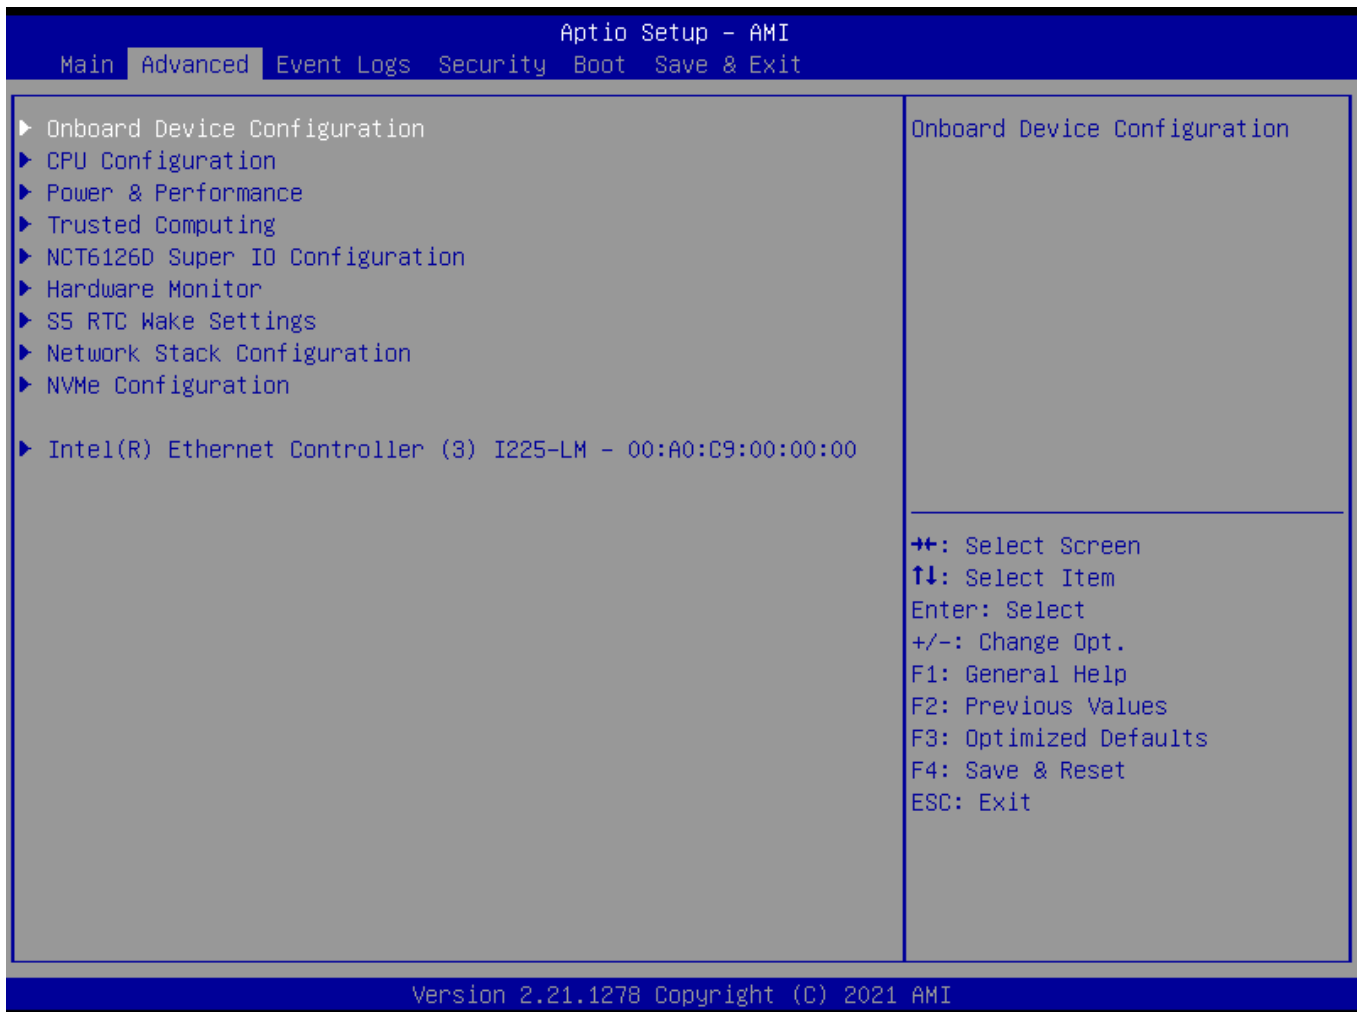 Aptio Setup – AMI
Main Advanced Event Logs Security Boot Save & Exit
▶ Onboard Device Configuration
▶ CPU Configuration
▶ Power & Performance
▶ Trusted Computing
▶ NCT6126D Super IO Configuration
▶ Hardware Monitor
▶ S5 RTC Wake Settings
▶ Network Stack Configuration
▶ NVMe Configuration
▶ Intel(R) Ethernet Controller (3) I225-LM – 00:A0:C9:00:00:00
Onboard Device Configuration
→←: Select Screen
↑↓: Select Item
Enter: Select
+/-: Change Opt.
F1: General Help
F2: Previous Values
F3: Optimized Defaults
F4: Save & Reset
ESC: Exit
Version 2.21.1278 Copyright (C) 2021 AMI